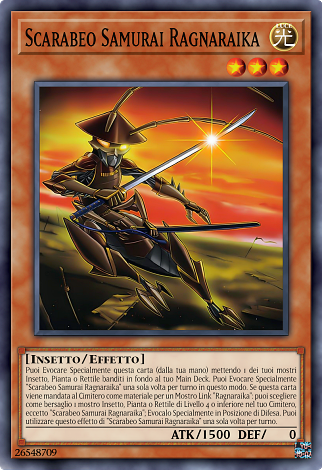 Scarabeo Samurai Ragnaraika
光
[Insetto/Effetto]
Puoi Evocare Specialmente questa carta (dalla tua mano) mettendo 1 dei tuoi mostri
Insetto, Pianta o Rettile banditi in fondo al tuo Main Deck. Puoi Evocare Specialmente
"Scarabeo Samurai Ragnaraika" una sola volta per turno in questo modo. Se questa carta
viene mandata al Cimitero come materiale per un Mostro Link "Ragnaraika": puoi scegliere
come bersaglio 1 mostro Insetto, Pianta o Rettile di Livello 4 o inferiore nel tuo Cimitero,
eccetto "Scarabeo Samurai Ragnaraika"; Evocalo Specialmente in Posizione di Difesa. Puoi
utilizzare questo effetto di "Scarabeo Samurai Ragnaraika" una sola volta per turno.
ATK/1500 DEF/ 0
26548709